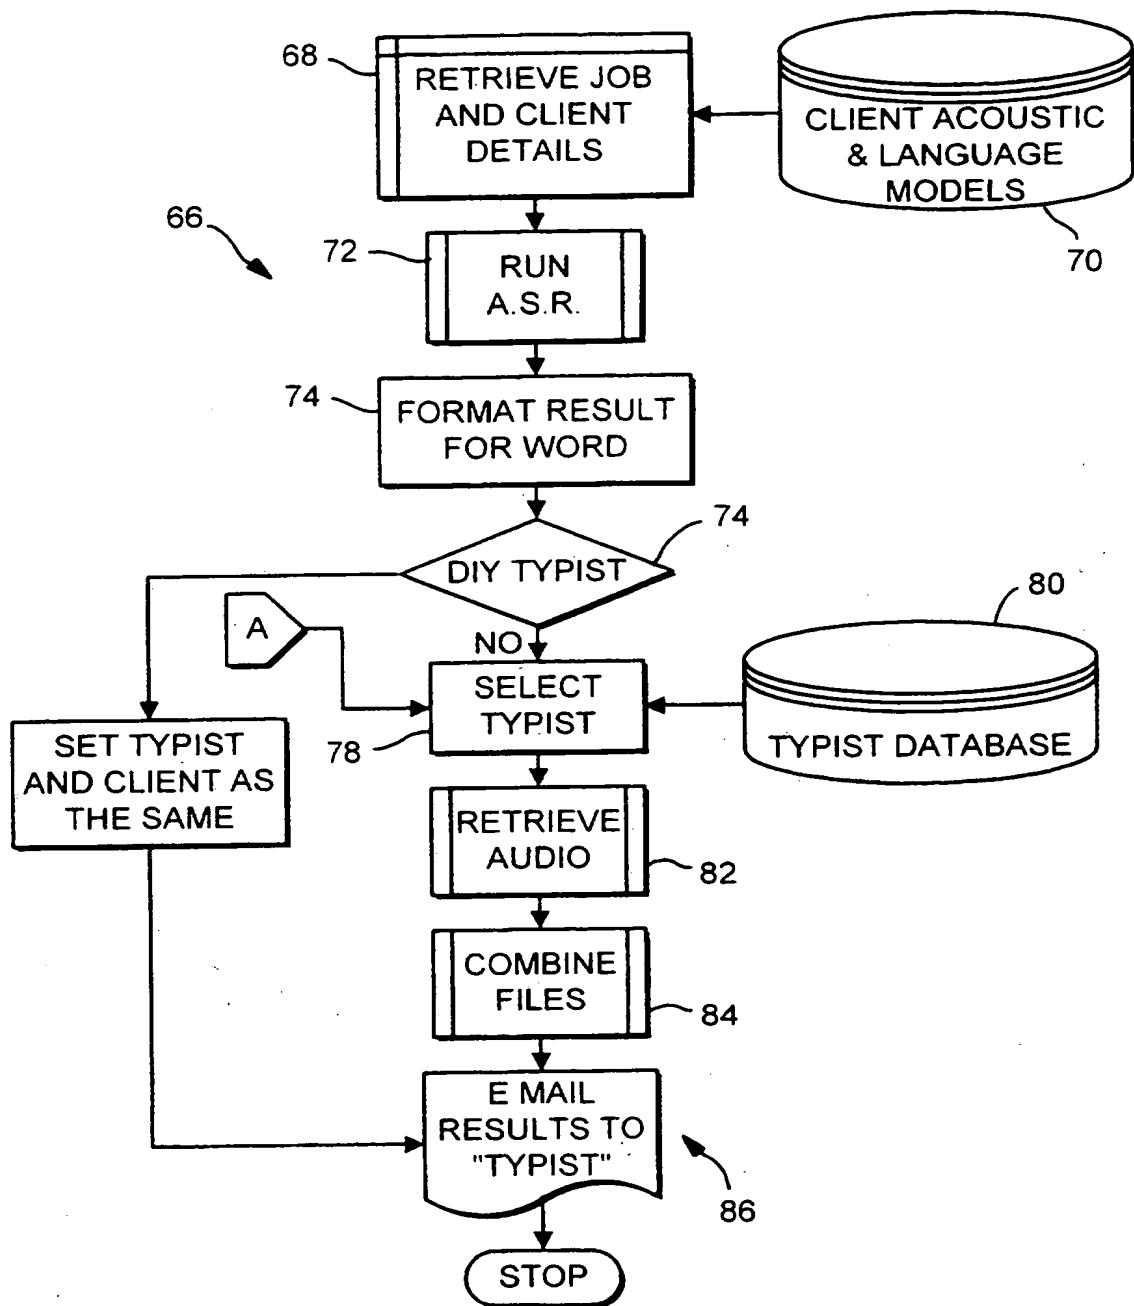 68
RETRIEVE JOB
AND CLIENT
DETAILS
CLIENT ACOUSTIC
& LANGUAGE
MODELS
70
66
72
RUN
A.S.R.
74
FORMAT RESULT
FOR WORD
74
DIY TYPIST
A
NO
80
SELECT
TYPIST
78
TYPIST DATABASE
SET TYPIST
AND CLIENT AS
THE SAME
RETRIEVE
AUDIO
82
COMBINE
FILES
84
E MAIL
RESULTS TO
"TYPIST"
86
STOP